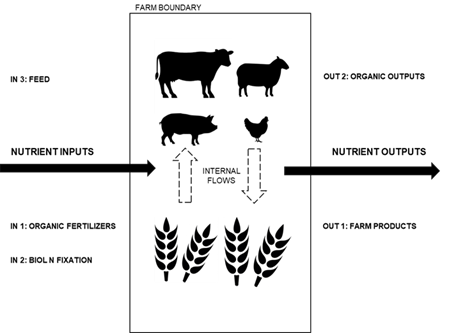 FARM BOUNDARY
IN 3: FEED
OUT 2: ORGANIC OUTPUTS
NUTRIENT INPUTS
INTERNAL
FLOWS
NUTRIENT OUTPUTS
IN 1: ORGANIC FERTILIZERS
OUT 1: FARM PRODUCTS
IN 2: BIOL N FIXATION